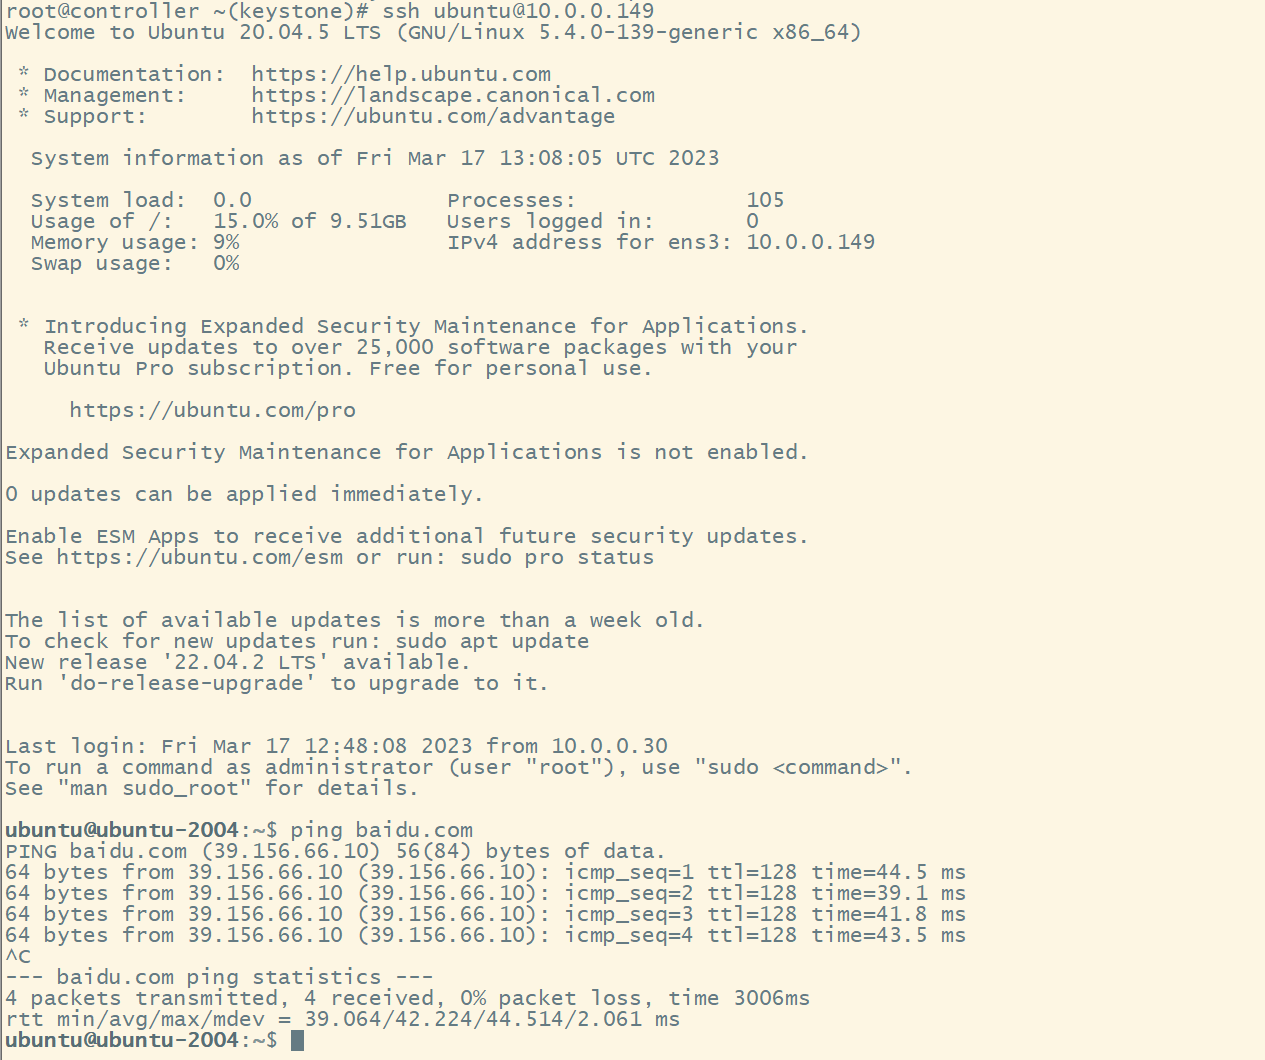 root@controller ~(keystone)# ssh ubuntu@10.0.0.149
Welcome to Ubuntu 20.04.5 LTS (GNU/Linux 5.4.0-139-generic x86_64)
* Documentation:  https://help.ubuntu.com
* Management:     https://landscape.canonical.com
* Support:        https://ubuntu.com/advantage
System information as of Fri Mar 17 13:08:05 UTC 2023
System load:  0.0               Processes:             105
Usage of /:   15.0% of 9.51GB   Users logged in:       0
Memory usage: 9%                IPv4 address for ens3: 10.0.0.149
Swap usage:   0%
* Introducing Expanded Security Maintenance for Applications.
Receive updates to over 25,000 software packages with your
Ubuntu Pro subscription. Free for personal use.
https://ubuntu.com/pro
Expanded Security Maintenance for Applications is not enabled.
0 updates can be applied immediately.
Enable ESM Apps to receive additional future security updates.
See https://ubuntu.com/esm or run: sudo pro status
The list of available updates is more than a week old.
To check for new updates run: sudo apt update
New release '22.04.2 LTS' available.
Run 'do-release-upgrade' to upgrade to it.
Last login: Fri Mar 17 12:48:08 2023 from 10.0.0.30
To run a command as administrator (user "root"), use "sudo <command>".
See "man sudo_root" for details.
ubuntu@ubuntu-2004:~$ ping baidu.com
PING baidu.com (39.156.66.10) 56(84) bytes of data.
64 bytes from 39.156.66.10 (39.156.66.10): icmp_seq=1 ttl=128 time=44.5 ms
64 bytes from 39.156.66.10 (39.156.66.10): icmp_seq=2 ttl=128 time=39.1 ms
64 bytes from 39.156.66.10 (39.156.66.10): icmp_seq=3 ttl=128 time=41.8 ms
64 bytes from 39.156.66.10 (39.156.66.10): icmp_seq=4 ttl=128 time=43.5 ms
^C
--- baidu.com ping statistics ---
4 packets transmitted, 4 received, 0% packet loss, time 3006ms
rtt min/avg/max/mdev = 39.064/42.224/44.514/2.061 ms
ubuntu@ubuntu-2004:~$